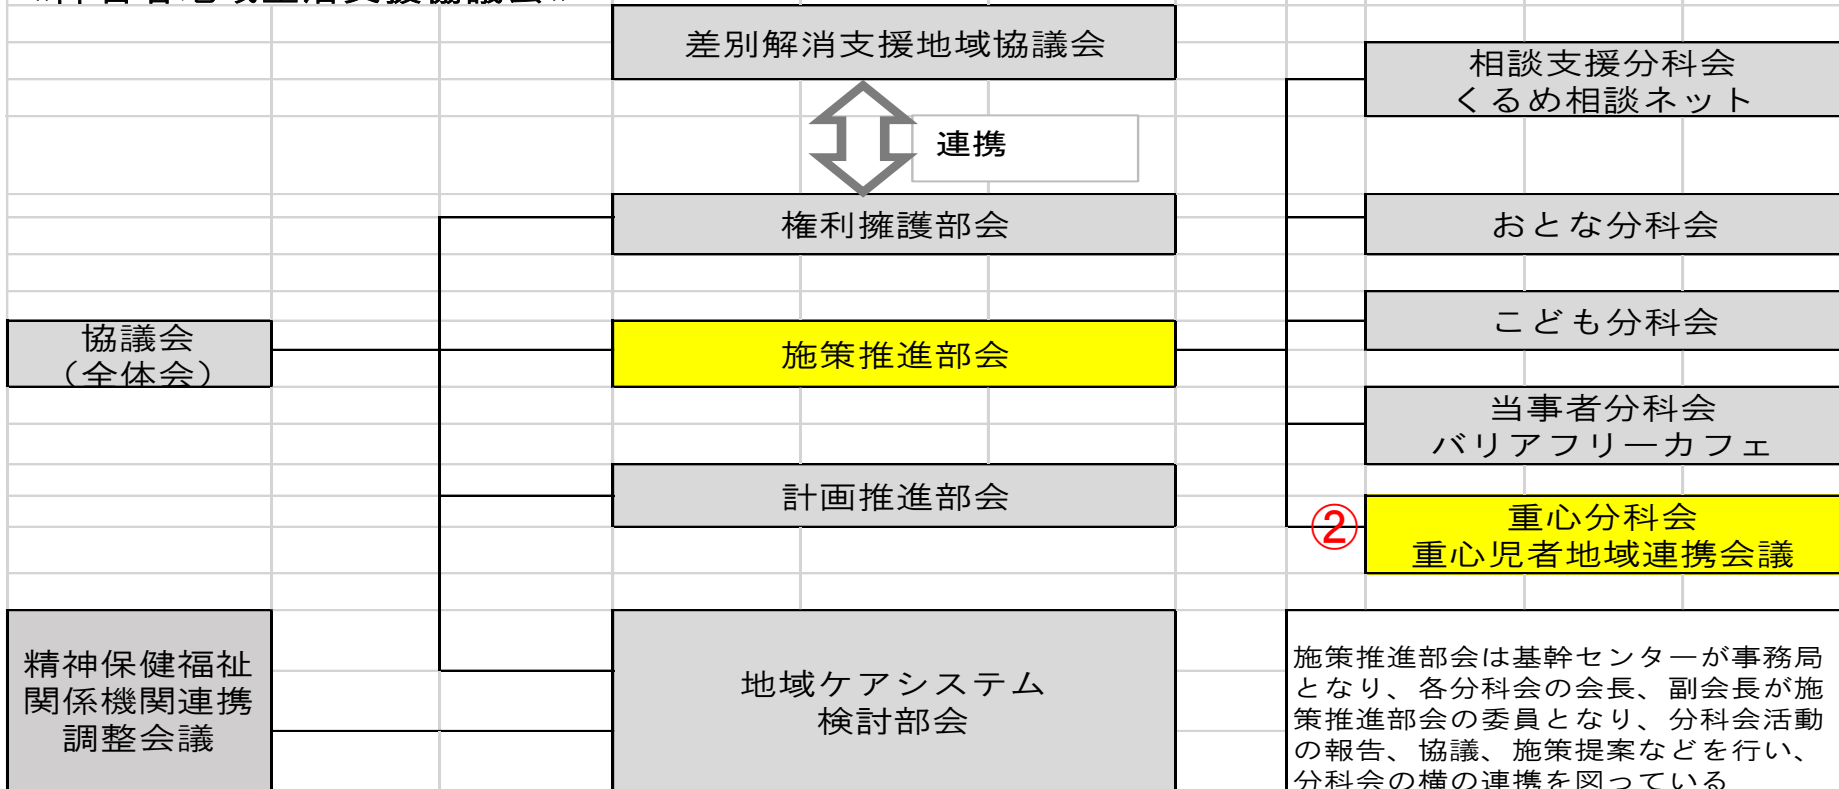 差別解消支援地域協議会
連携
権利擁護部会
協議会
（全体会）
施策推進部会
計画推進部会
精神保健福祉
関係機関連携
調整会議
地域ケアシステム
検討部会
相談支援分科会
くるめ相談ネット
おとな分科会
こども分科会
当事者分科会
バリアフリーカフェ
②
重心分科会
重心児者地域連携会議
施策推進部会は基幹センターが事務局
となり、各分科会の会長、副会長が施
策推進部会の委員となり、分科会活動
の報告、協議、施策提案などを行い、
分科会の横の連携を図っている